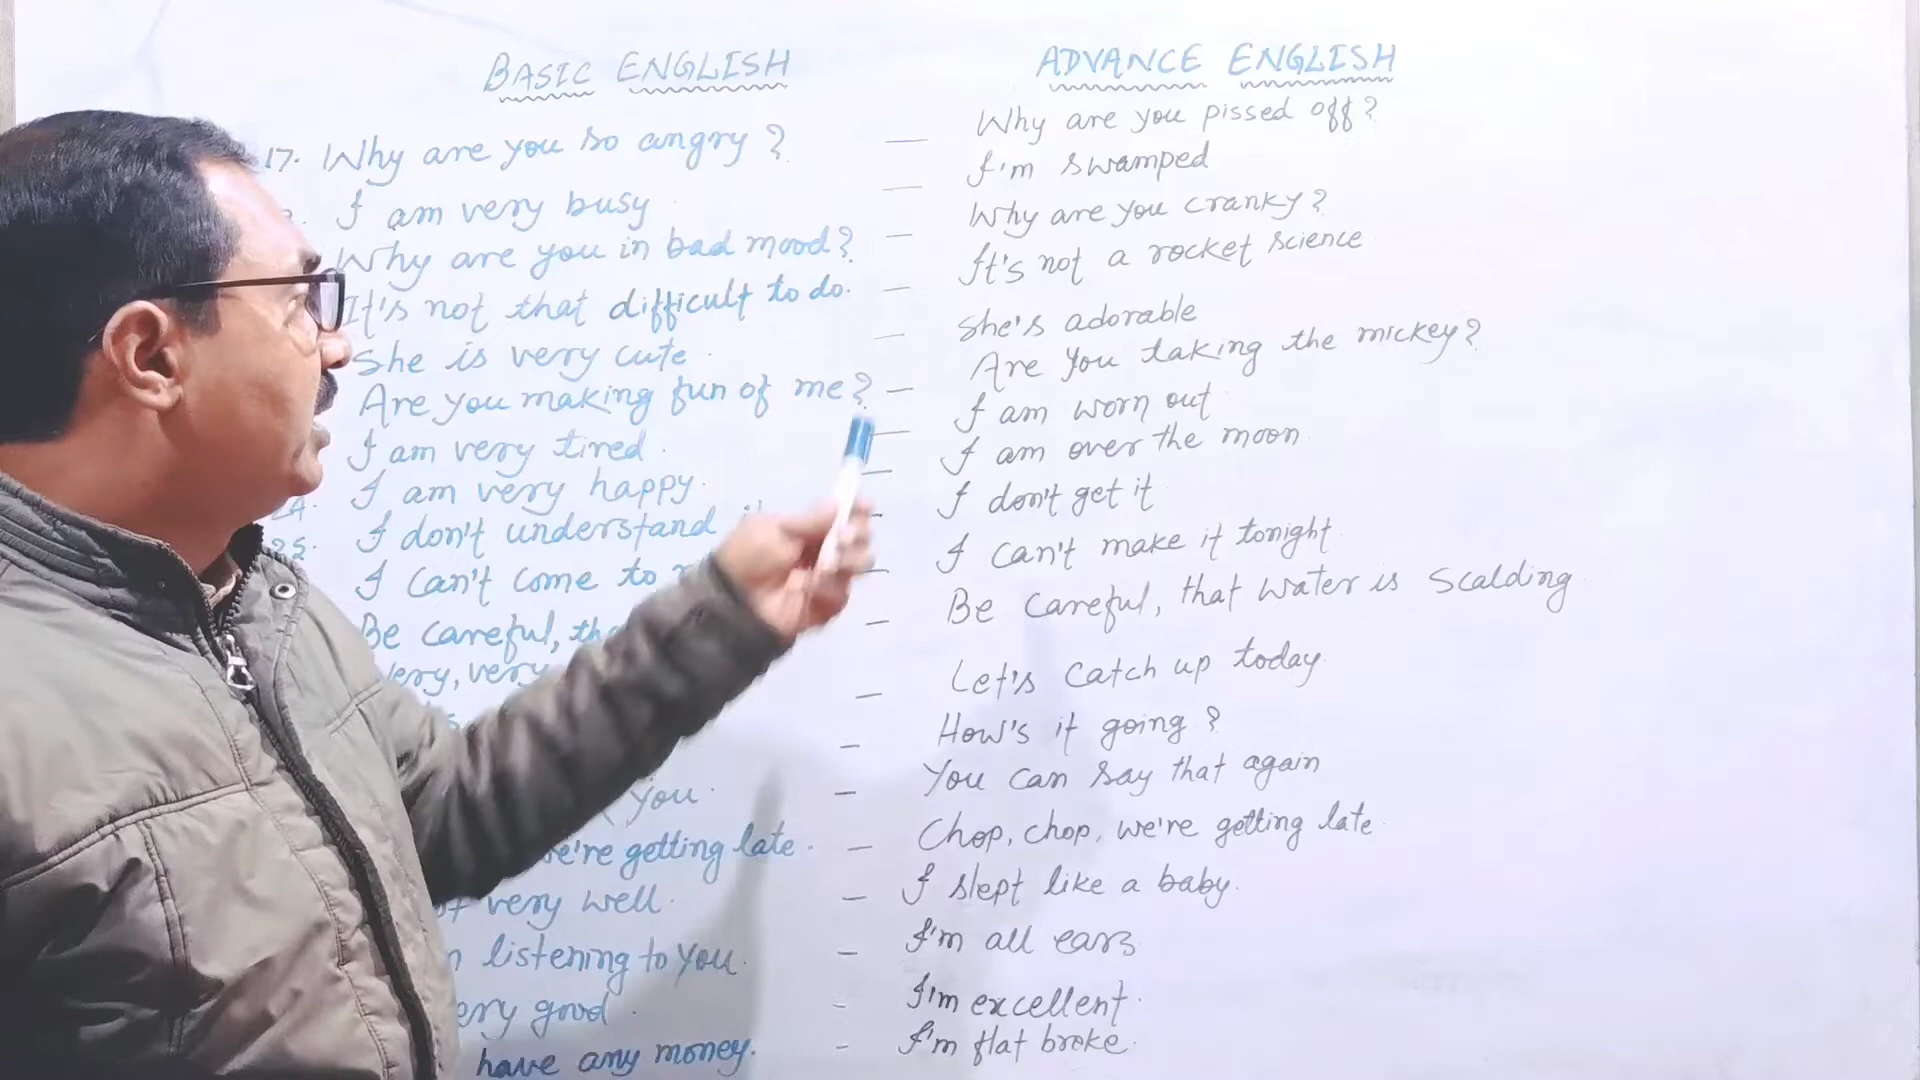 BASIC ENGLISH
17. Why are you so angry ?
I am very busy
Why are you in bad mood?
It's not that difficult to do.
She is very cute.
Are you making fun of me?
I am very tired.
24. I am very happy.
25. I don't understand
I can't come to
Be careful,
very, very
you.
we're getting late.
very well.
listening to you.
very good.
have any money.
ADVANCE ENGLISH
— Why are you pissed off?
— I'm swamped
— Why are you cranky?
— It's not a rocket science
— She's adorable
— Are you taking the mickey?
— I am worn out
— I am over the moon
— I don't get it
— I can't make it tonight
— Be careful, that water is scalding
— Let's catch up today.
— How's it going ?
— You can say that again
— Chop, chop, we're getting late
— I slept like a baby.
— I'm all ears
- I'm excellent.
- I'm flat broke.